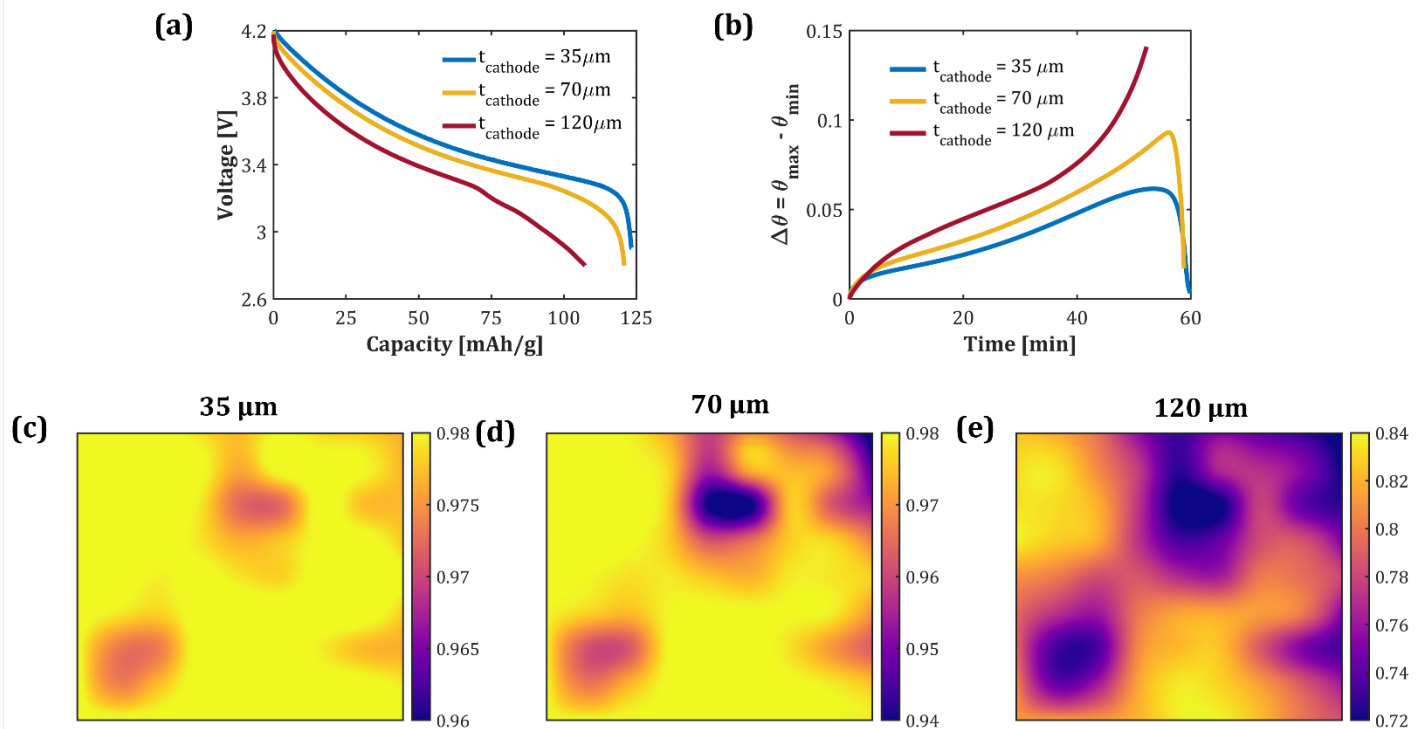 (a)
4.2
3.8
3.4
3
2.6
Voltage [V]
t_cathode = 35μm
t_cathode = 70μm
t_cathode = 120μm
0 25 50 75 100 125
Capacity [mAh/g]
(b)
0.15
0.1
0.05
0
Δθ = θ_max - θ_min
t_cathode = 35 μm
t_cathode = 70 μm
t_cathode = 120 μm
0 20 40 60
Time [min]
(c)
35 μm
0.98
0.975
0.97
0.965
0.96
(d)
70 μm
0.98
0.97
0.96
0.95
0.94
(e)
120 μm
0.84
0.82
0.8
0.78
0.76
0.74
0.72